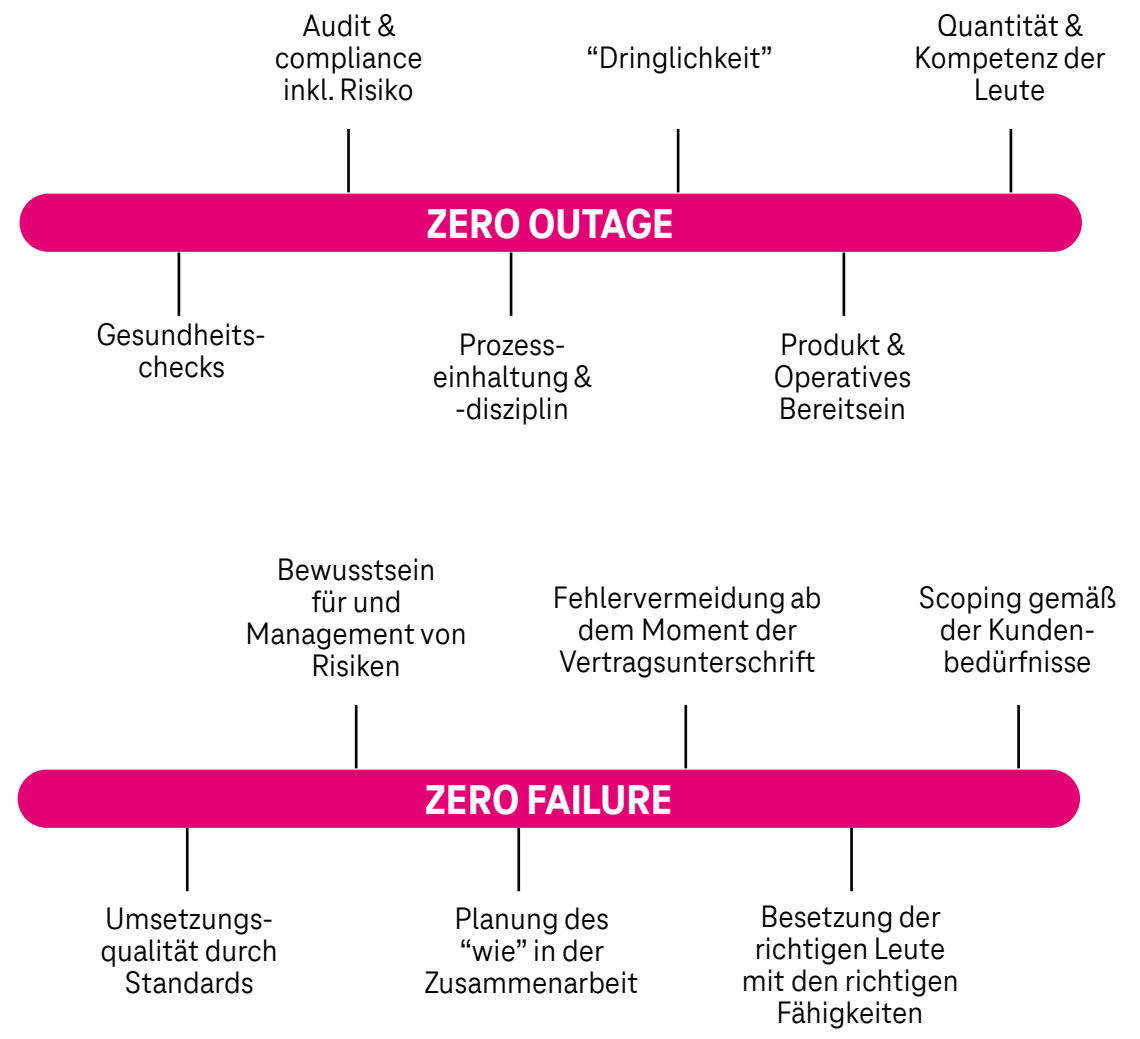 Audit &
compliance
inkl. Risiko
“Dringlichkeit”
Quantität &
Kompetenz der
Leute
ZERO OUTAGE
Gesundheits-
checks
Prozess-
einhaltung &
-disziplin
Produkt &
Operatives
Bereitsein
Bewusstsein
für und
Management von
Risiken
Fehlervermeidung ab
dem Moment der
Vertragsunterschrift
Scoping gemäß
der Kunden-
bedürfnisse
ZERO FAILURE
Umsetzungs-
qualität durch
Standards
Planung des
“wie” in der
Zusammenarbeit
Besetzung der
richtigen Leute
mit den richtigen
Fähigkeiten